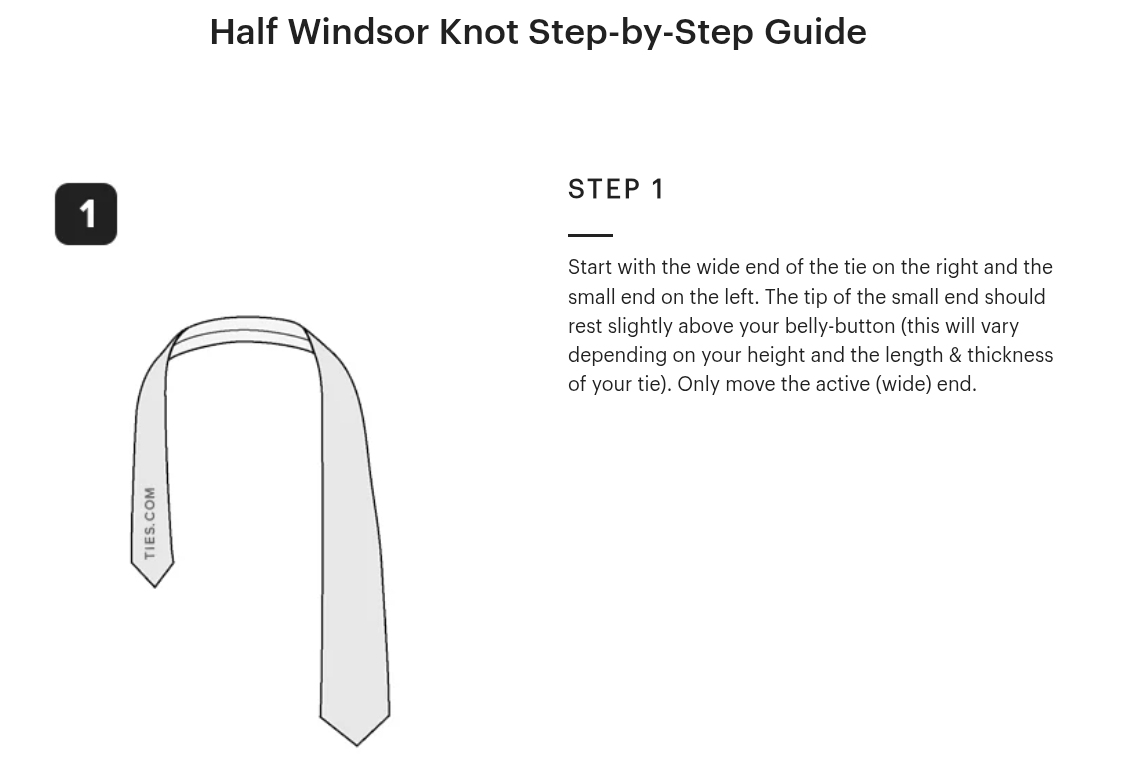 Half Windsor Knot Step-by-Step Guide
1
STEP 1
Start with the wide end of the tie on the right and the
small end on the left. The tip of the small end should
rest slightly above your belly-button (this will vary
depending on your height and the length & thickness
of your tie). Only move the active (wide) end.
TIES.COM